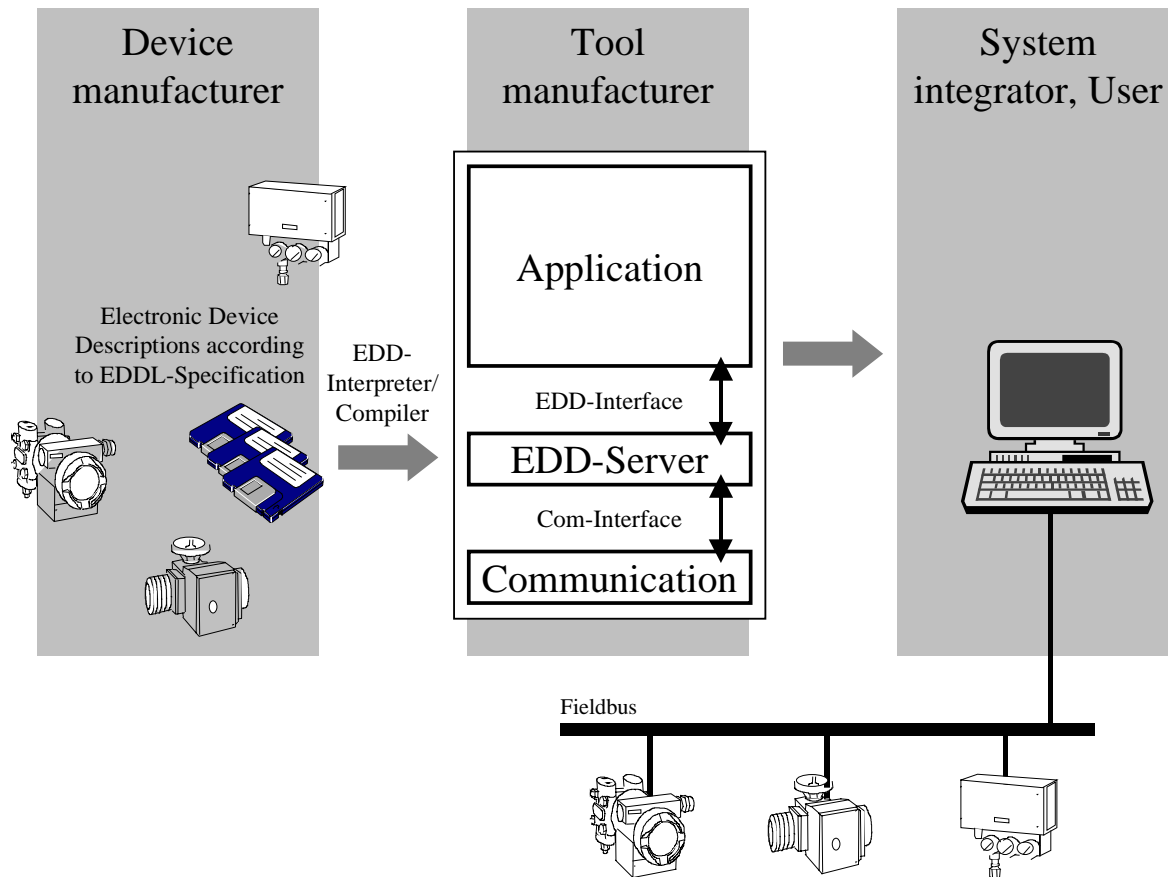 Device
manufacturer
Tool
manufacturer
System
integrator, User
Application
Electronic Device
Descriptions according
to EDDL-Specification
EDD-
Interpreter/
Compiler
EDD-Interface
EDD-Server
Com-Interface
Communication
Fieldbus